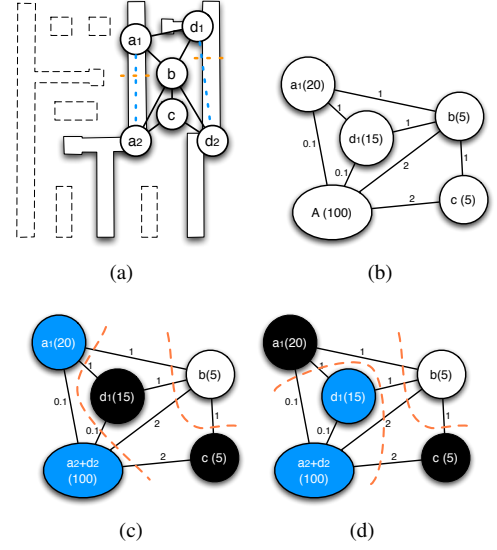 a1
d1
b
c
a2
d2
(a)
a1(20)
1
b(5)
1
d1(15)
1
0.1
0.1
2
1
A (100)
2
c (5)
(b)
a1(20)
1
1
b(5)
d1(15)
1
0.1
0.1
2
1
a2+d2
(100)
2
c (5)
(c)
a1(20)
1
1
b(5)
d1(15)
1
0.1
0.1
2
1
a2+d2
(100)
2
c (5)
(d)